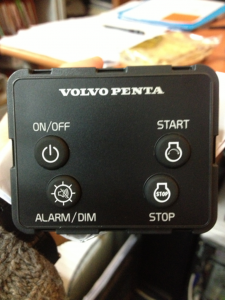 VOLVO PENTA
ON/OFF START
STOP
ALARM/DIM STOP